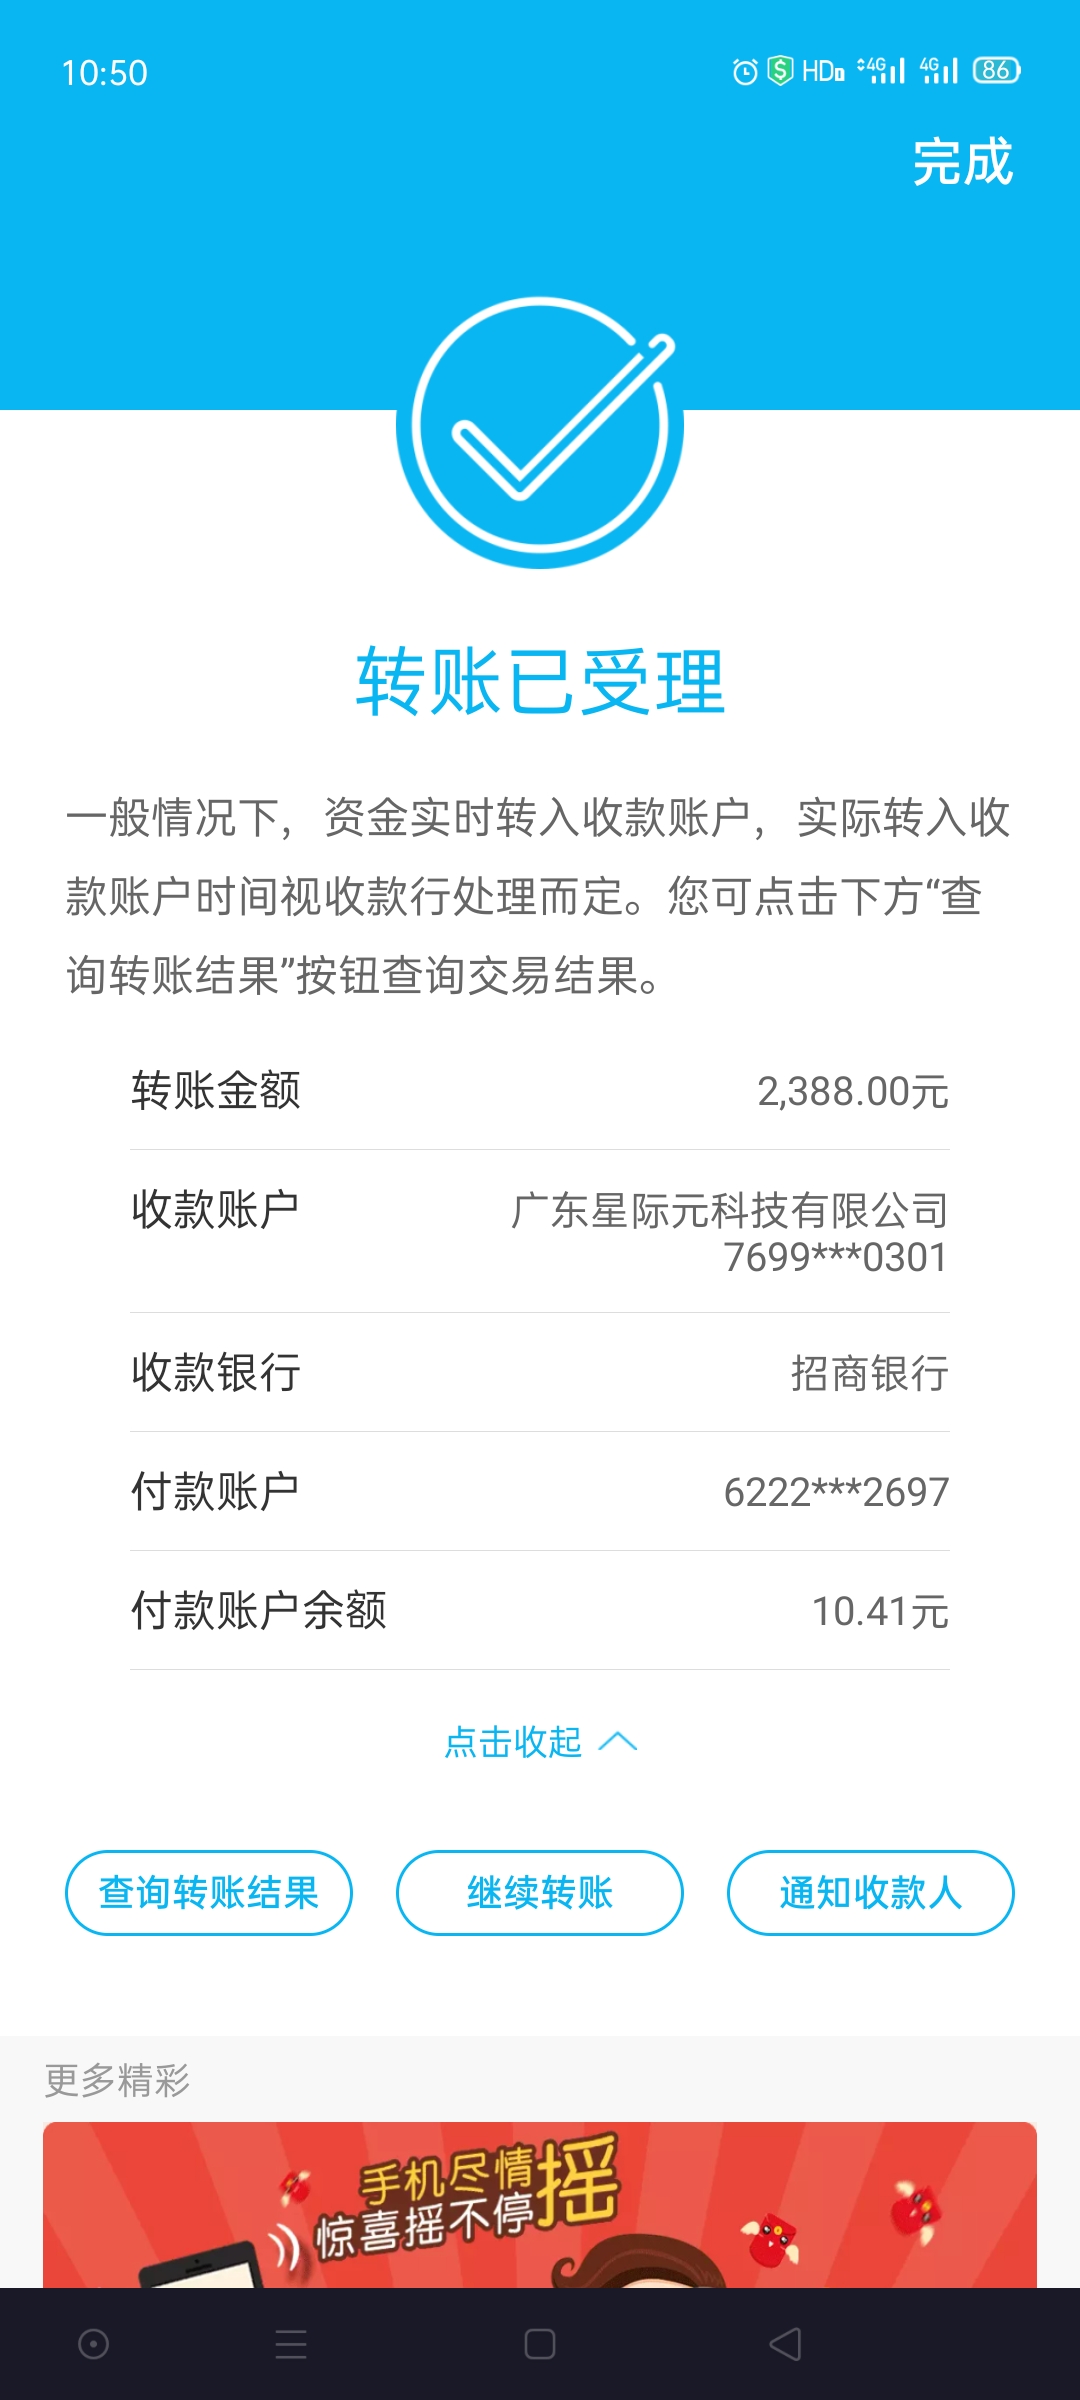 10:50
HD 4G 4G 86
完成
转账已受理
一般情况下，资金实时转入收款账户，实际转入收
款账户时间视收款行处理而定。您可点击下方“查
询转账结果”按钮查询交易结果。
转账金额 2,388.00元
收款账户 广东星际元科技有限公司
7699***0301
收款银行 招商银行
付款账户 6222***2697
付款账户余额 10.41元
点击收起
查询转账结果 继续转账 通知收款人
更多精彩
手机尽情摇
惊喜摇不停